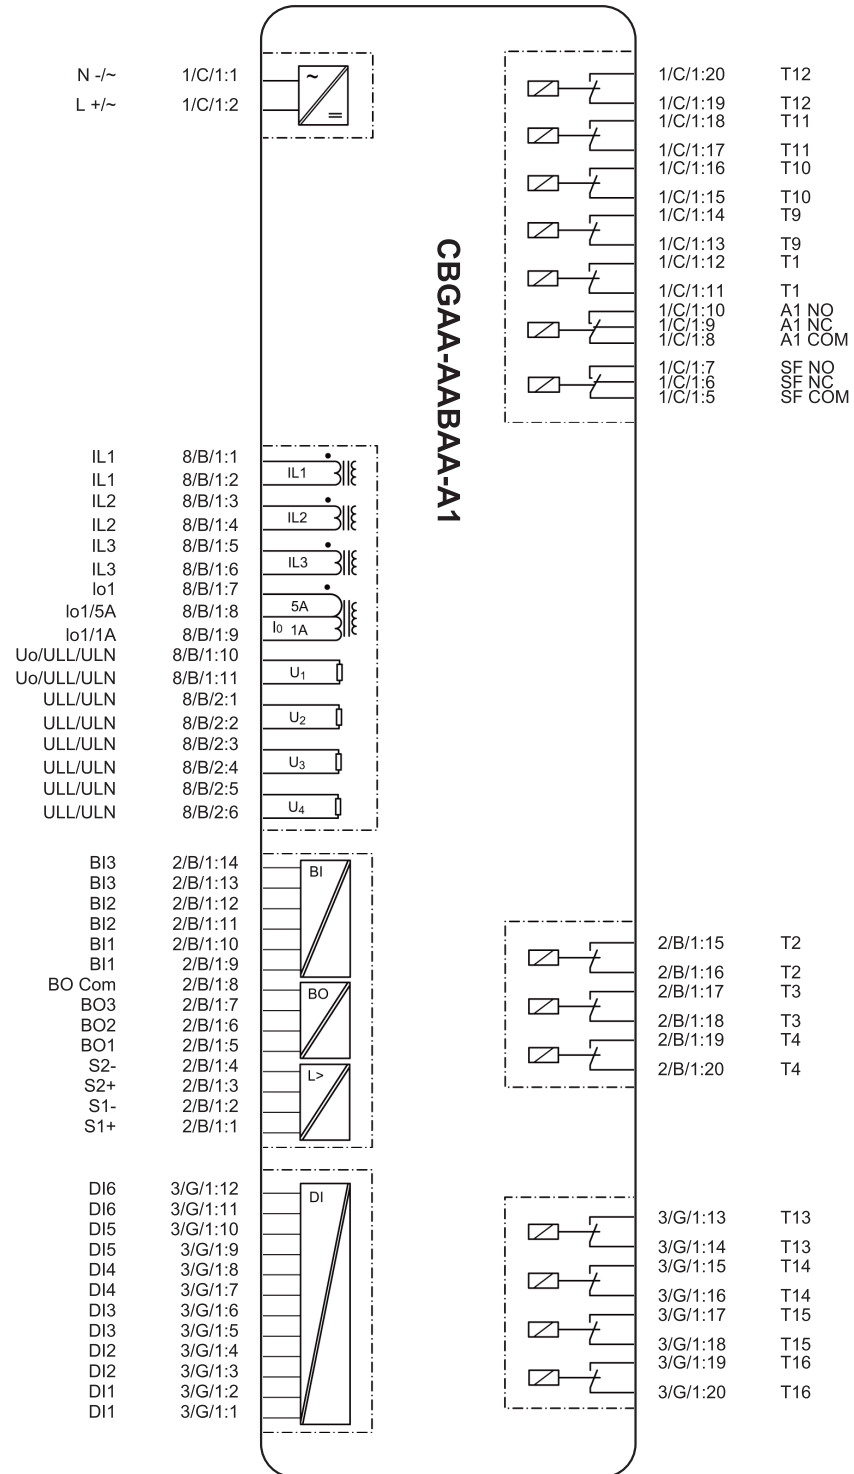 N -/~ 1/C/1:1
L +/~ 1/C/1:2
~
=
1/C/1:20 T12
1/C/1:19 T12
1/C/1:18 T11
1/C/1:17 T11
1/C/1:16 T10
1/C/1:15 T10
1/C/1:14 T9
1/C/1:13 T9
1/C/1:12 T1
1/C/1:11 T1
1/C/1:10 A1 NO
1/C/1:9 A1 NC
1/C/1:8 A1 COM
1/C/1:7 SF NO
1/C/1:6 SF NC
1/C/1:5 SF COM
CBGAA-AABAA-A1
IL1 8/B/1:1
IL1 8/B/1:2
IL1
IL2 8/B/1:3
IL2 8/B/1:4
IL2
IL3 8/B/1:5
IL3 8/B/1:6
IL3
Io1 8/B/1:7
Io1/5A 8/B/1:8
5A
Io1/1A 8/B/1:9
I0 1A
Uo/ULL/ULN 8/B/1:10
Uo/ULL/ULN 8/B/1:11
U1
ULL/ULN 8/B/2:1
ULL/ULN 8/B/2:2
U2
ULL/ULN 8/B/2:3
ULL/ULN 8/B/2:4
U3
ULL/ULN 8/B/2:5
ULL/ULN 8/B/2:6
U4
BI3 2/B/1:14
BI
BI3 2/B/1:13
BI2 2/B/1:12
BI2 2/B/1:11
BI1 2/B/1:10
BI1 2/B/1:9
BO Com 2/B/1:8
BO
BO3 2/B/1:7
BO2 2/B/1:6
BO1 2/B/1:5
S2- 2/B/1:4
L>
S2+ 2/B/1:3
S1- 2/B/1:2
S1+ 2/B/1:1
2/B/1:15 T2
2/B/1:16 T2
2/B/1:17 T3
2/B/1:18 T3
2/B/1:19 T4
2/B/1:20 T4
DI6 3/G/1:12
DI
DI6 3/G/1:11
DI5 3/G/1:10
DI5 3/G/1:9
DI4 3/G/1:8
DI4 3/G/1:7
DI3 3/G/1:6
DI3 3/G/1:5
DI2 3/G/1:4
DI2 3/G/1:3
DI1 3/G/1:2
DI1 3/G/1:1
3/G/1:13 T13
3/G/1:14 T13
3/G/1:15 T14
3/G/1:16 T14
3/G/1:17 T15
3/G/1:18 T15
3/G/1:19 T16
3/G/1:20 T16